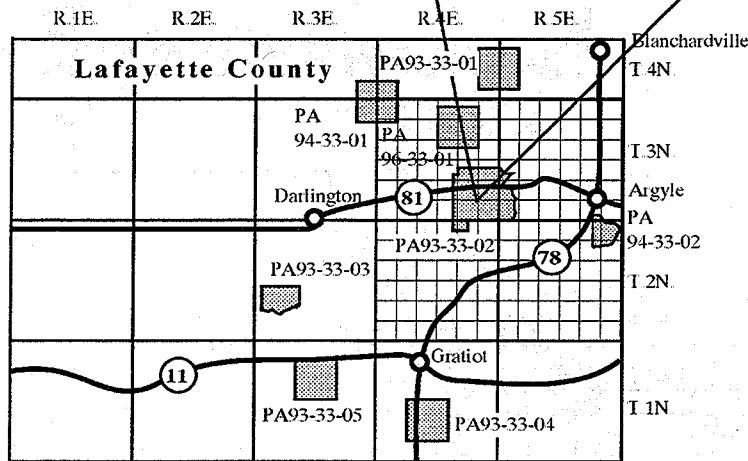 R.1E. R.2E. R.3E. R.4E. R.5E.
Blanchardville
Lafayette County
PA93-33-01
T.4N.
PA
94-33-01
PA
96-33-01
T.3N.
Darlington
81
Argyle
PA
94-33-02
PA93-33-02
78
PA93-33-03
T.2N.
Gratiot
11
PA93-33-05
PA93-33-04
T.1N.